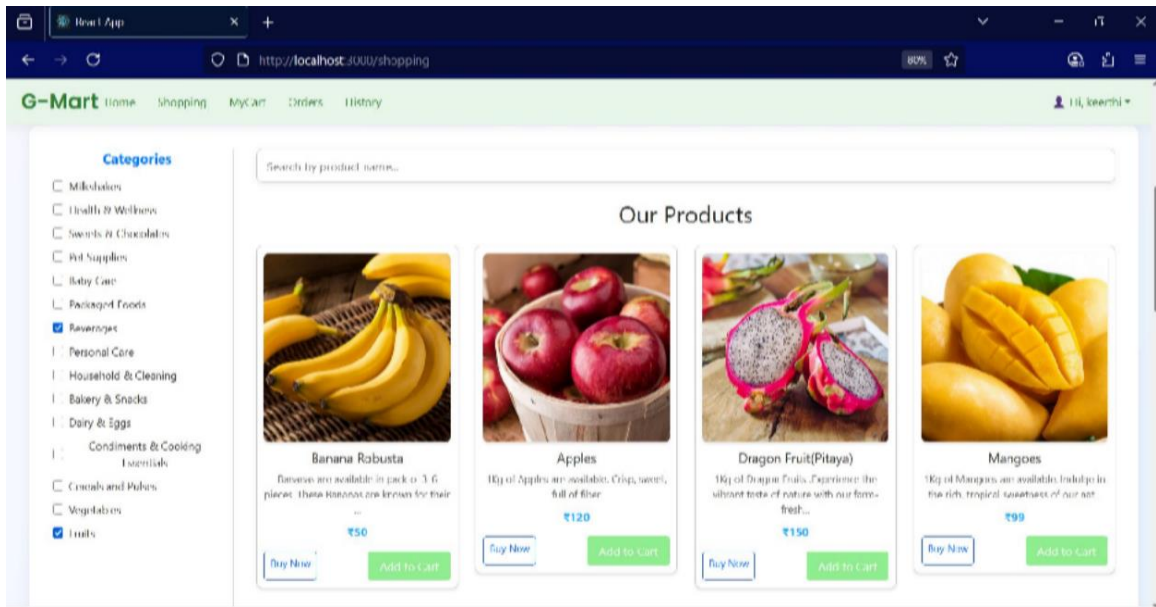 React App
http://localhost:3000/shopping
80%
G-Mart Home Shopping MyCart Orders History
Hi, keerthi
Categories
Milkshakes
Health & Wellness
Sweets & Chocolates
Pet Supplies
Baby Care
Packaged Foods
Beverages
Personal Care
Household & Cleaning
Bakery & Snacks
Dairy & Eggs
Condiments & Cooking
Essentials
Cereals and Pulses
Vegetables
Fruits
Search by product name...
Our Products
Banana Robusta
Bananas are available in pack of 3-6
pieces. These Bananas are known for their
...
₹50
Buy Now
Add to Cart
Apples
1Kg of Apples are available. Crisp, sweet,
full of fiber
₹120
Buy Now
Add to Cart
Dragon Fruit(Pitaya)
1Kg of Dragon Fruits .Experience the
vibrant taste of nature with our farm-
fresh...
₹150
Buy Now
Add to Cart
Mangoes
1Kg of Mangoes are available. Indulge in
the rich, tropical sweetness of our
₹99
Buy Now
Add to Cart